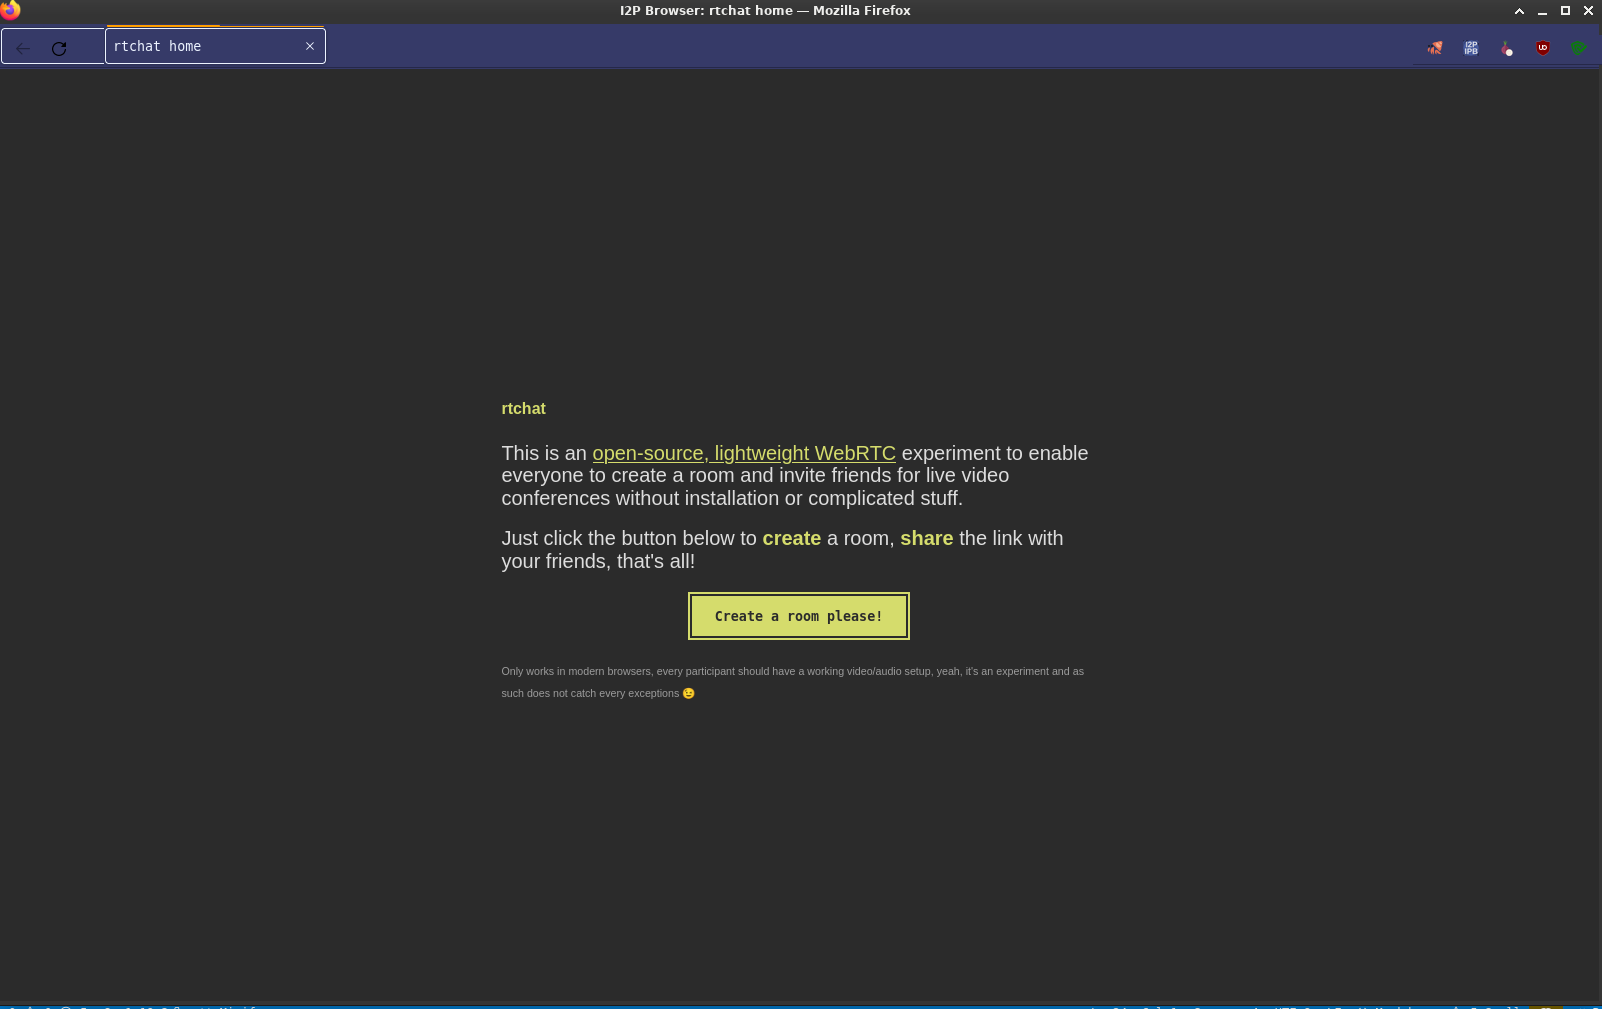 I2P Browser: rtchat home — Mozilla Firefox
rtchat home
I2P
IPB
UO
rtchat
This is an open-source, lightweight WebRTC experiment to enable
everyone to create a room and invite friends for live video
conferences without installation or complicated stuff.
Just click the button below to create a room, share the link with
your friends, that's all!
Create a room please!
Only works in modern browsers, every participant should have a working video/audio setup, yeah, it's an experiment and as
such does not catch every exceptions 😉